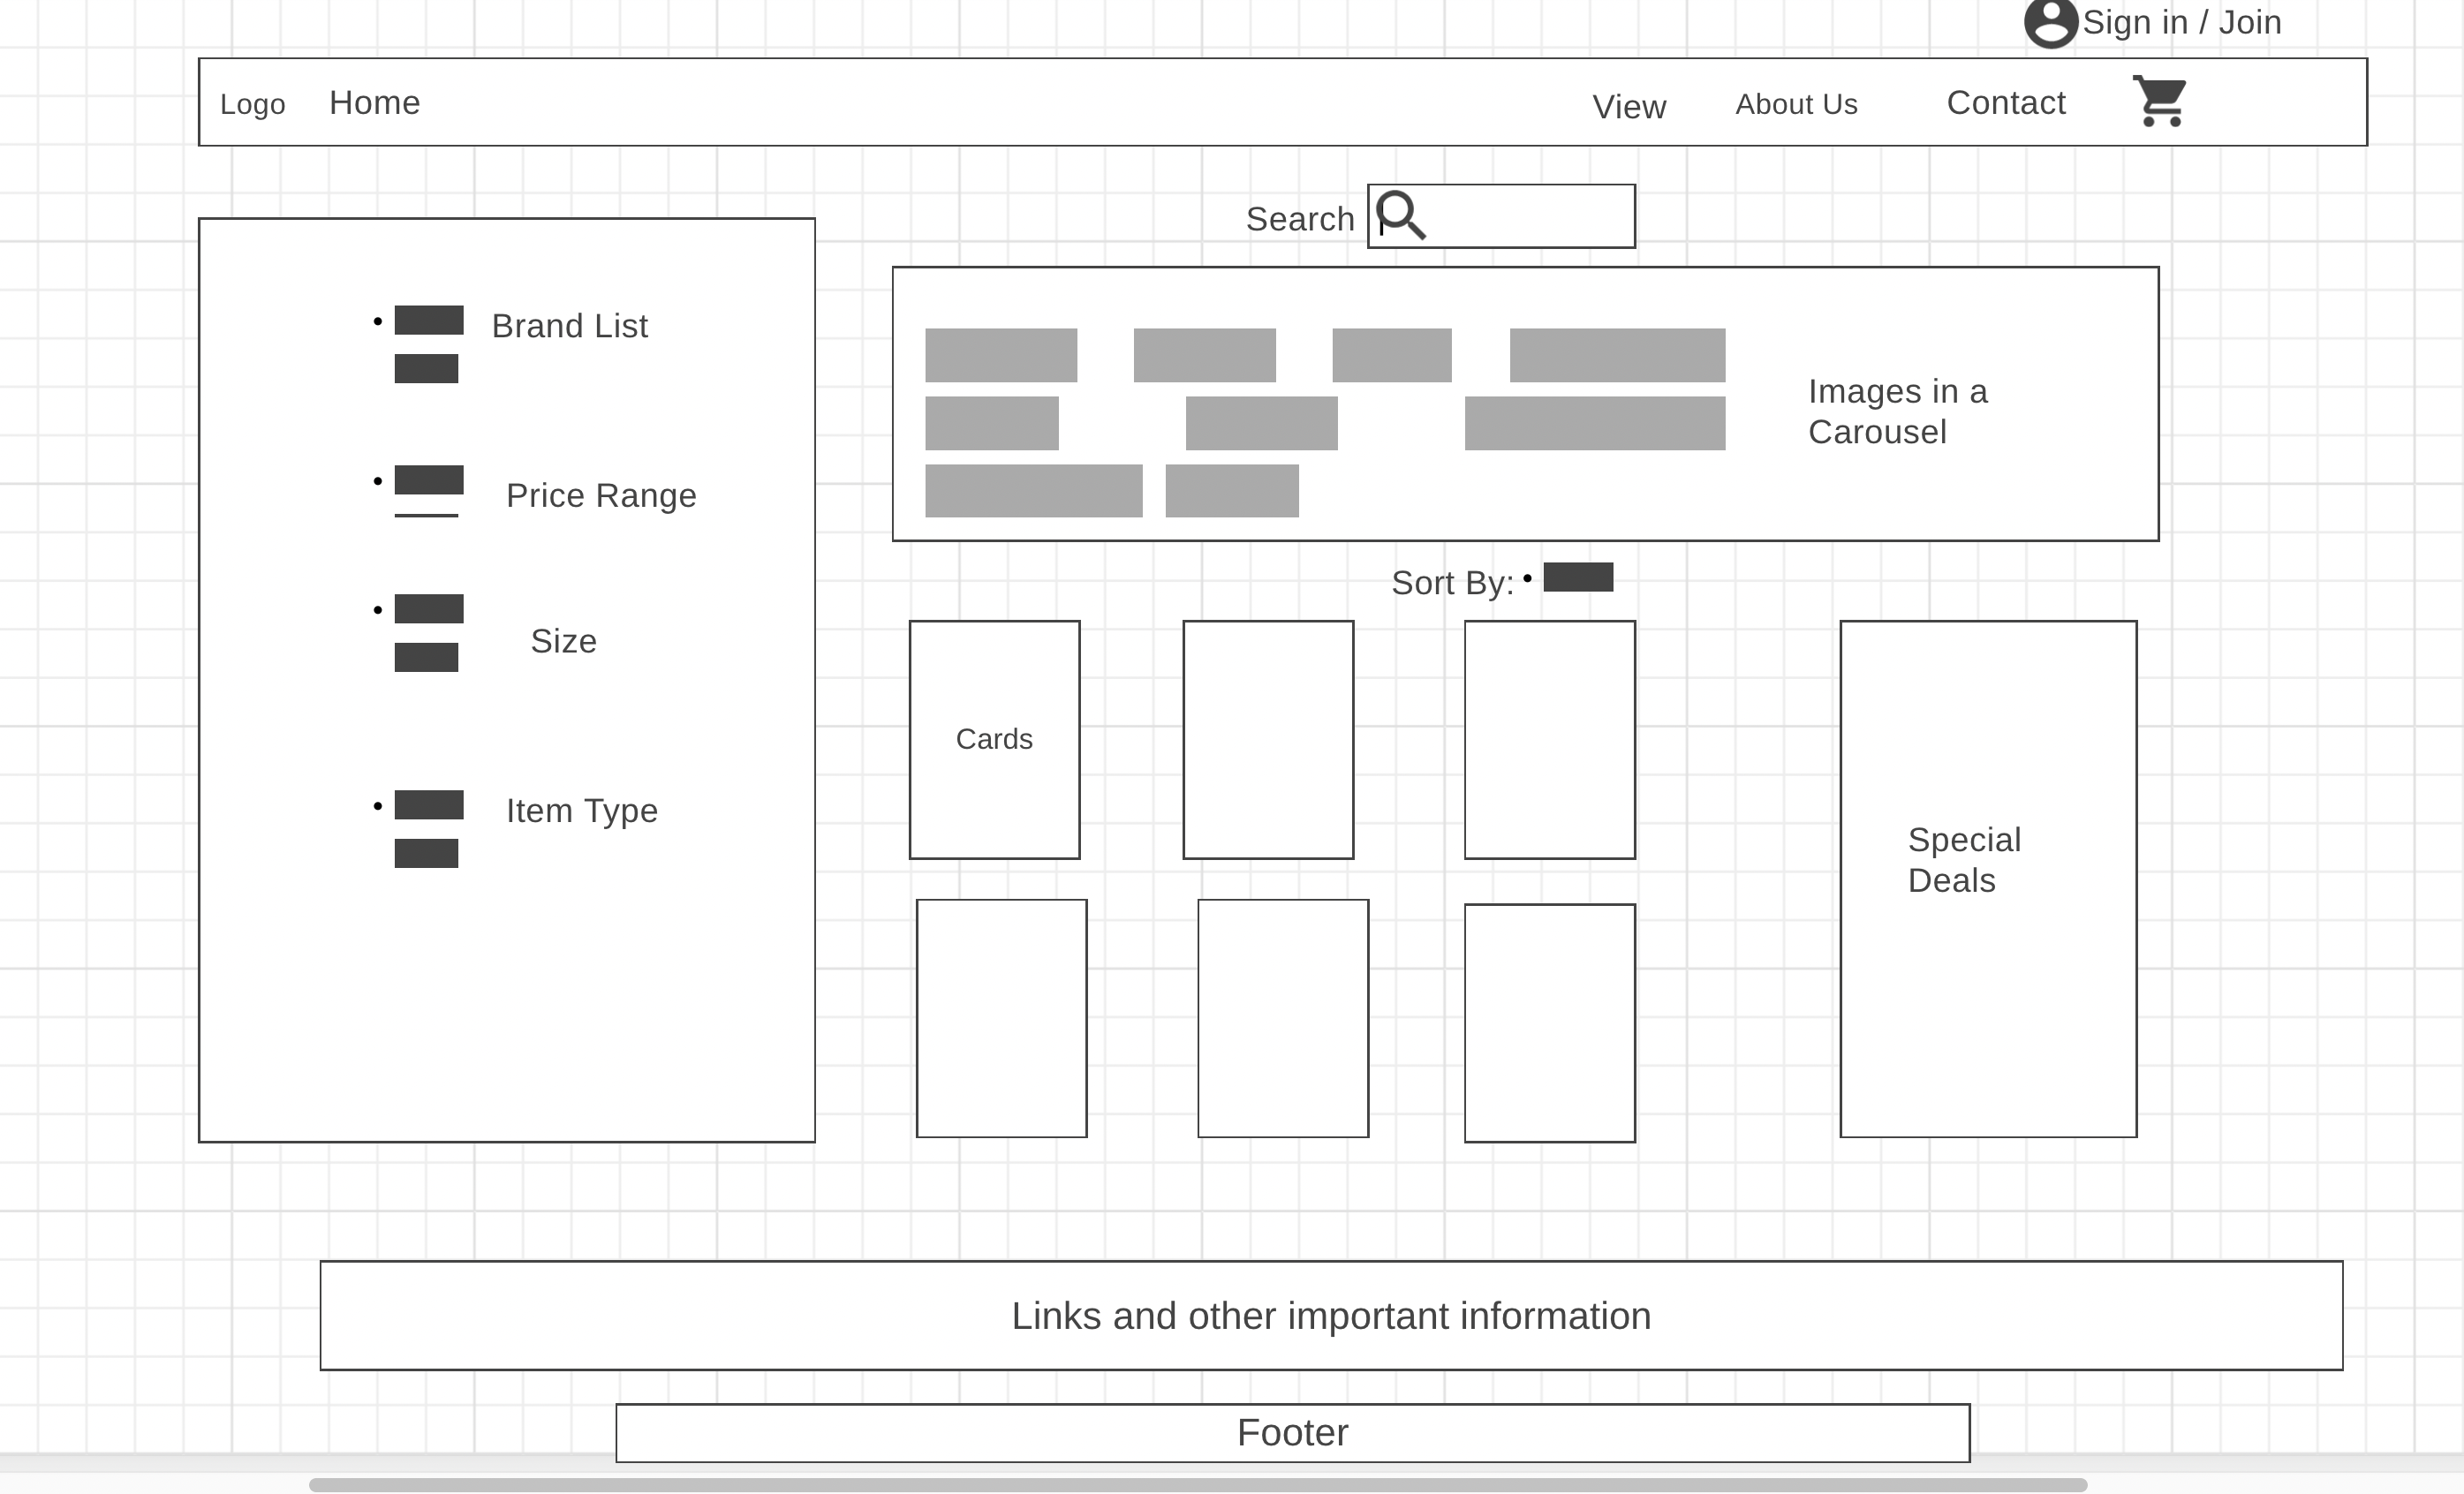 Sign in / Join
Logo Home View About Us Contact
Search
Brand List
Price Range
Size
Item Type
Images in a
Carousel
Sort By:
Cards
Special
Deals
Links and other important information
Footer